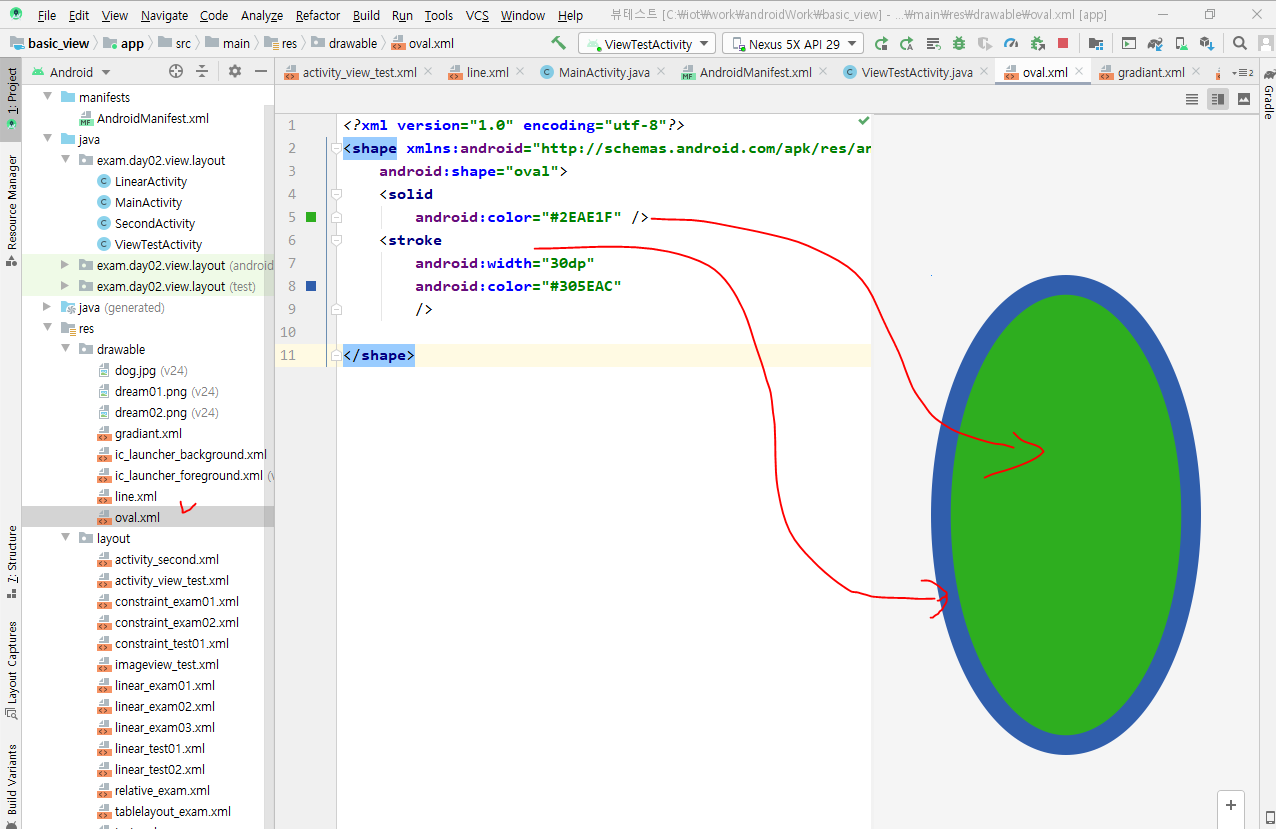 File Edit View Navigate Code Analyze Refactor Build Run Tools VCS Window Help 뷰테스트 [C:₩iot₩work₩androidWork₩basic_view] - ...₩main₩res₩drawable₩oval.xml [app]
basic_view app src main res drawable oval.xml ViewTestActivity Nexus 5X API 29
1: Project
Resource Manager
7: Structure
Layout Captures
Build Variants
Android
activity_view_test.xml line.xml MainActivity.java AndroidManifest.xml ViewTestActivity.java oval.xml gradiant.xml
2
Gradle
manifests
AndroidManifest.xml
java
exam.day02.view.layout
LinearActivity
MainActivity
SecondActivity
ViewTestActivity
exam.day02.view.layout (android
exam.day02.view.layout (test)
java (generated)
res
drawable
dog.jpg (v24)
dream01.png (v24)
dream02.png (v24)
gradiant.xml
ic_launcher_background.xml
ic_launcher_foreground.xml (v
line.xml
oval.xml
layout
activity_second.xml
activity_view_test.xml
constraint_exam01.xml
constraint_exam02.xml
constraint_test01.xml
imageview_test.xml
linear_exam01.xml
linear_exam02.xml
linear_exam03.xml
linear_test01.xml
linear_test02.xml
relative_exam.xml
tablelayout_exam.xml
1 <?xml version="1.0" encoding="utf-8"?>
2 <shape xmlns:android="http://schemas.android.com/apk/res/an
3 android:shape="oval">
4 <solid
5 android:color="#2EAE1F" />
6 <stroke
7 android:width="30dp"
8 android:color="#305EAC"
9 />
10
11 </shape>
+